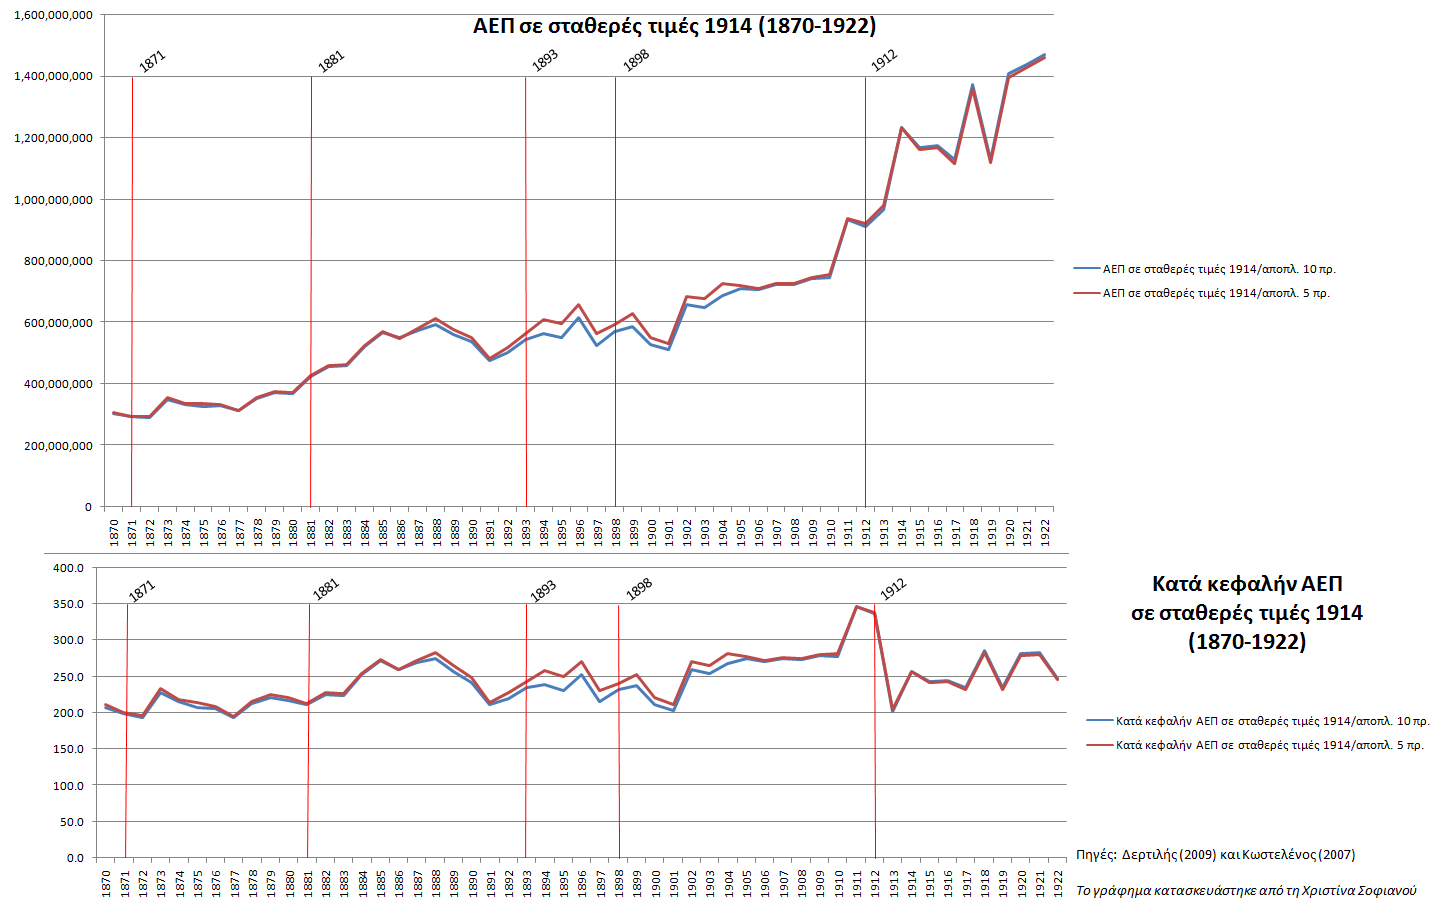 ΑΕΠ σε σταθερές τιμές 1914 (1870-1922)
1,600,000,000
1,400,000,000
1,200,000,000
1,000,000,000
800,000,000
600,000,000
400,000,000
200,000,000
0
1871
1881
1893
1898
1912
1870 1871 1872 1873 1874 1875 1876 1877 1878 1879 1880 1881 1882 1883 1884 1885 1886 1887 1888 1889 1890 1891 1892 1893 1894 1895 1896 1897 1898 1899 1900 1901 1902 1903 1904 1905 1906 1907 1908 1909 1910 1911 1912 1913 1914 1915 1916 1917 1918 1919 1920 1921 1922
ΑΕΠ σε σταθερές τιμές 1914/αποπλ. 10 πρ.
ΑΕΠ σε σταθερές τιμές 1914/αποπλ. 5 πρ.
400.0
350.0
300.0
250.0
200.0
150.0
100.0
50.0
0.0
1871
1881
1893
1898
1912
1870 1871 1872 1873 1874 1875 1876 1877 1878 1879 1880 1881 1882 1883 1884 1885 1886 1887 1888 1889 1890 1891 1892 1893 1894 1895 1896 1897 1898 1899 1900 1901 1902 1903 1904 1905 1906 1907 1908 1909 1910 1911 1912 1913 1914 1915 1916 1917 1918 1919 1920 1921 1922
Κατά κεφαλήν ΑΕΠ
σε σταθερές τιμές 1914
(1870-1922)
Κατά κεφαλήν ΑΕΠ σε σταθερές τιμές 1914/αποπλ. 10 πρ.
Κατά κεφαλήν ΑΕΠ σε σταθερές τιμές 1914/αποπλ. 5 πρ.
Πηγές: Δερτιλής (2009) και Κωστελένος (2007)
Το γράφημα κατασκευάστηκε από τη Χριστίνα Σοφιανού